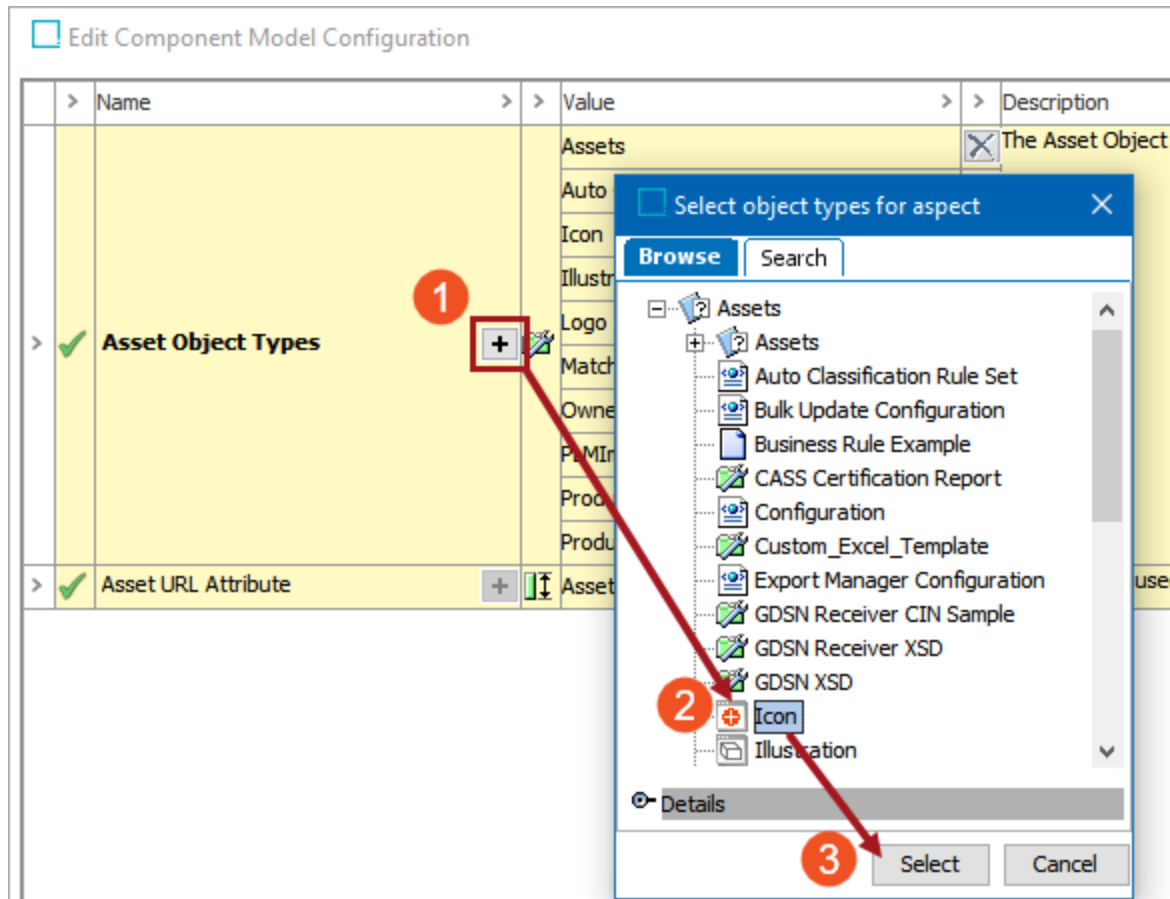 Edit Component Model Configuration
> Name > > Value > > Description
Assets
The Asset Object
Auto
Icon
Illustr
Logo
Match
Owne
Produ
Produ
1
> Asset Object Types +
> Asset URL Attribute +
Asset
used
Select object types for aspect
Browse Search
Assets
Assets
Auto Classification Rule Set
Bulk Update Configuration
Business Rule Example
CASS Certification Report
Configuration
Custom_Excel_Template
Export Manager Configuration
GDSN Receiver CIN Sample
GDSN Receiver XSD
GDSN XSD
2
Icon
Illustration
Details
3
Select Cancel